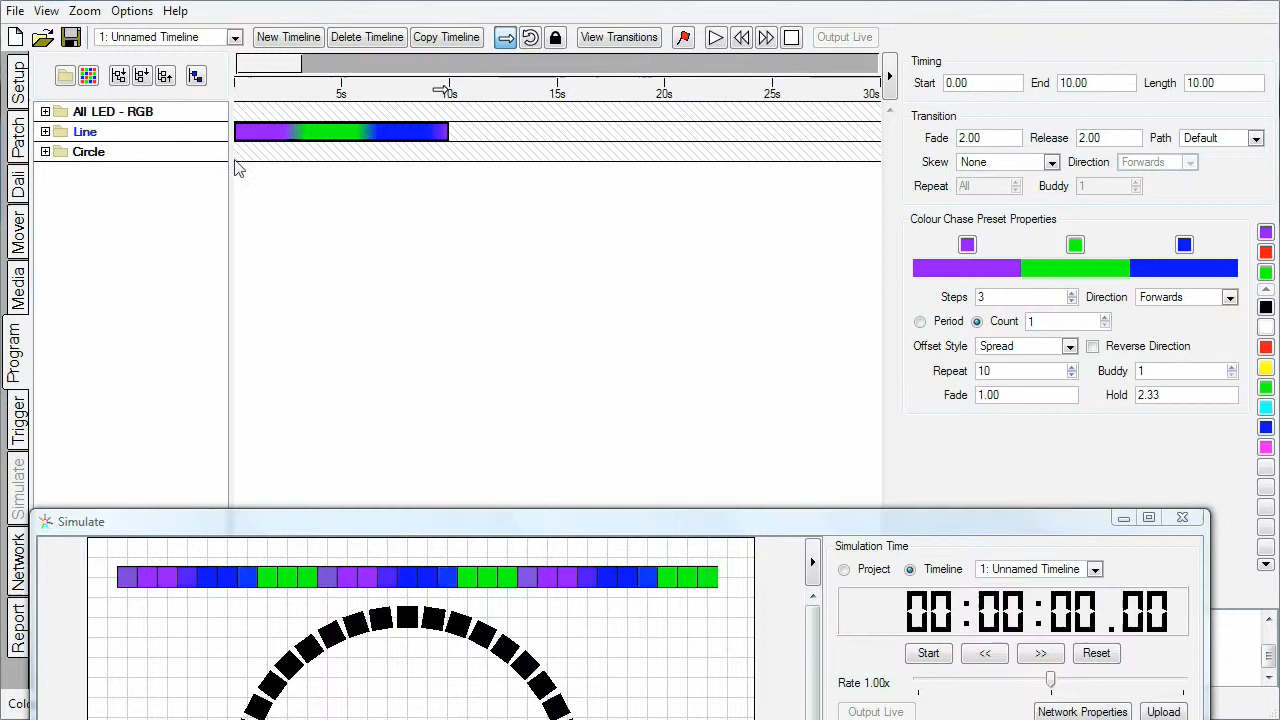 File View Zoom Options Help
1: Unnamed Timeline New Timeline Delete Timeline Copy Timeline View Transitions Output Live
Setup
Patch
Dali
Mover
Media
Program
Trigger
Simulate
Network
Report
5s 10s 15s 20s 25s 30s
All LED - RGB
Line
Circle
Timing
Start 0.00 End 10.00 Length 10.00
Transition
Fade 2.00 Release 2.00 Path Default
Skew None Direction Forwards
Repeat All Buddy 1
Colour Chase Preset Properties
Steps 3 Direction Forwards
Period Count 1
Offset Style Spread Reverse Direction
Repeat 10 Buddy 1
Fade 1.00 Hold 2.33
Simulate
Simulation Time
Project Timeline 1: Unnamed Timeline
00:00:00.00
Start << >> Reset
Rate 1.00x
Output Live Network Properties Upload